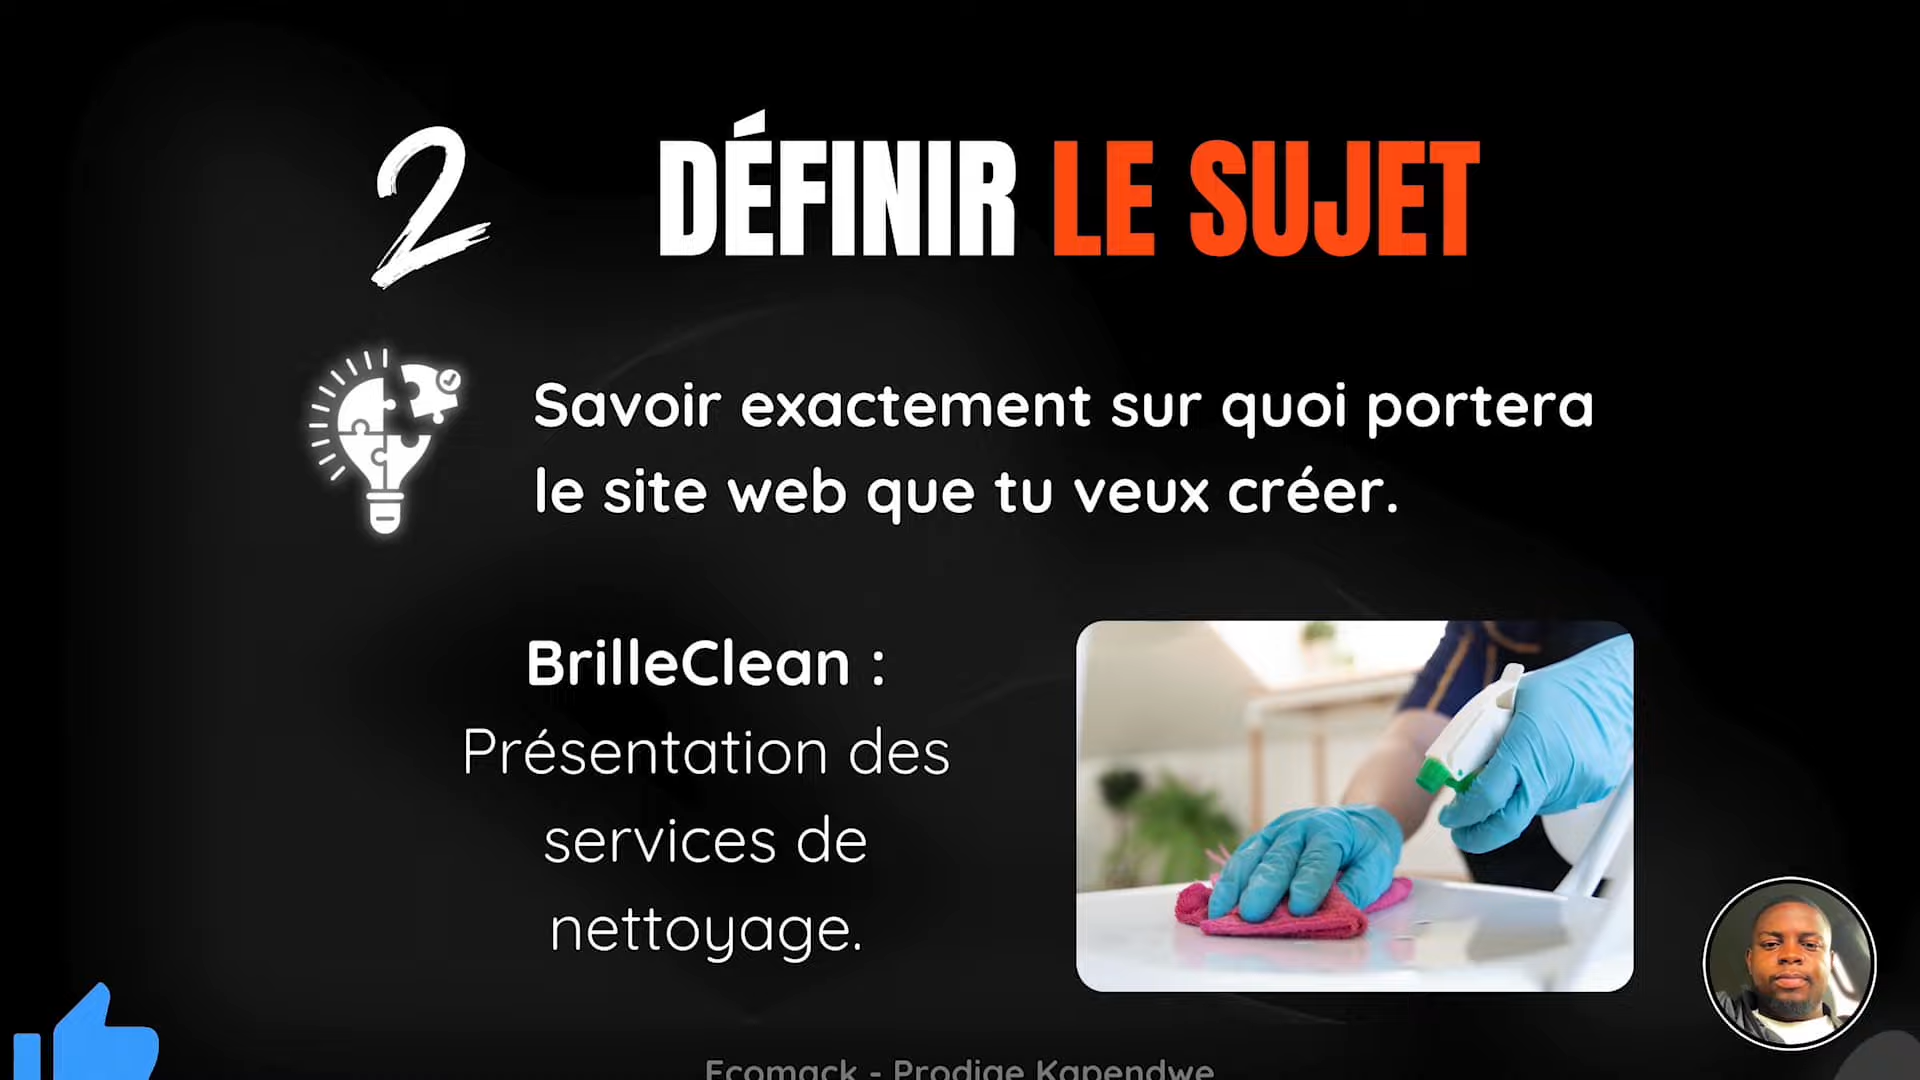 2
DÉFINIR LE SUJET
Savoir exactement sur quoi portera
le site web que tu veux créer.
BrilleClean :
Présentation des
services de
nettoyage.
Ecomack - Prodige Kapendwe